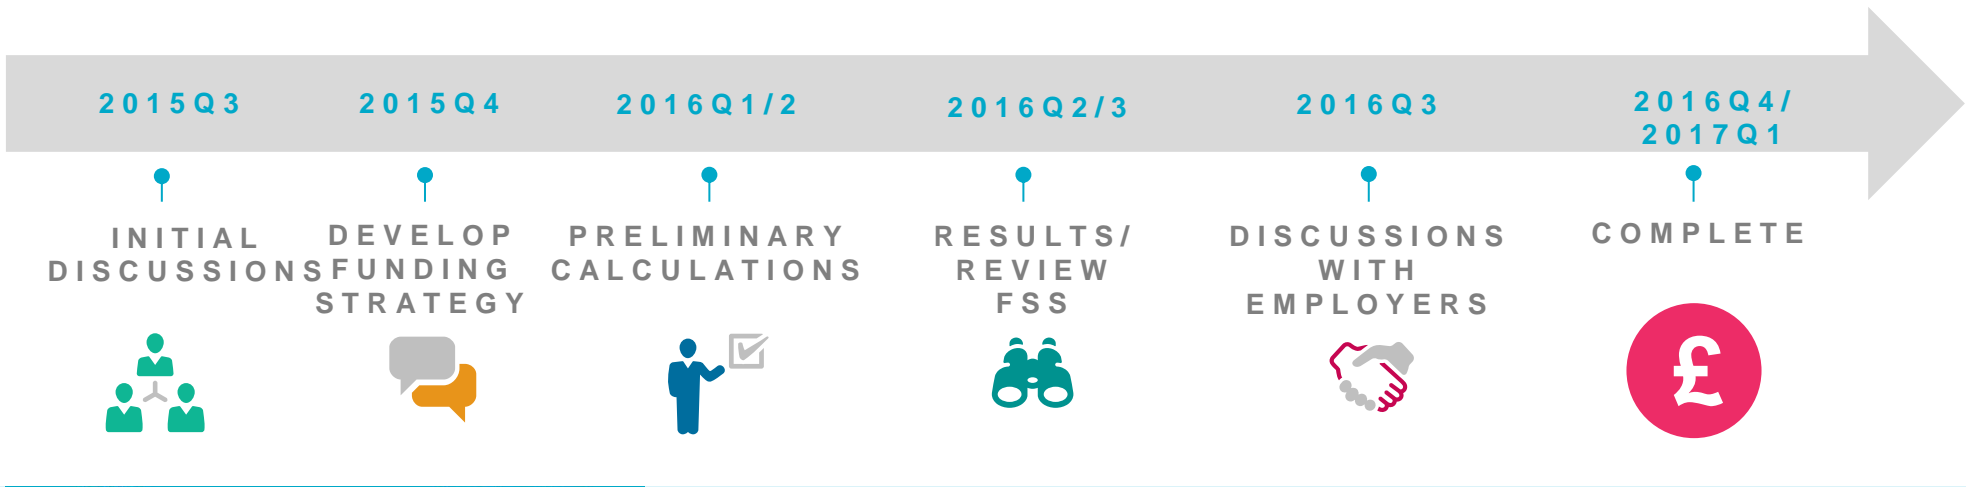 2015Q3
2015Q4
2016Q1/2
2016Q2/3
2016Q3
2016Q4/
2017Q1
INITIAL
DISCUSSIONS
DEVELOP
FUNDING
STRATEGY
PRELIMINARY
CALCULATIONS
RESULTS/
REVIEW
FSS
DISCUSSIONS
WITH
EMPLOYERS
COMPLETE
£